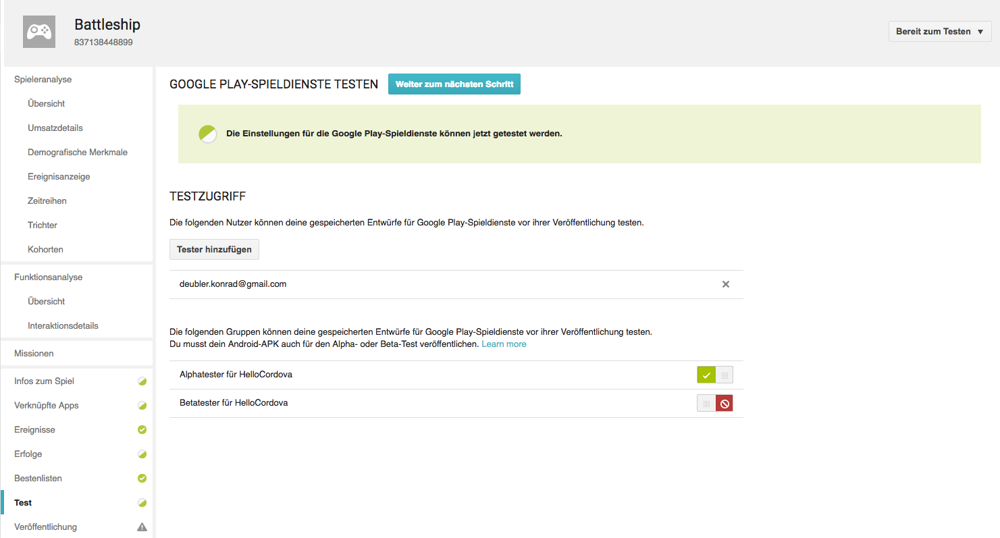 Battleship
837138448899
Bereit zum Testen
Spieleranalyse
Übersicht
Umsatzdetails
Demografische Merkmale
Ereignisanzeige
Zeitreihen
Trichter
Kohorten
Funktionsanalyse
Übersicht
Interaktionsdetails
Missionen
Infos zum Spiel
Verknüpfte Apps
Ereignisse
Erfolge
Bestenlisten
Test
Veröffentlichung
GOOGLE PLAY-SPIELDIENSTE TESTEN
Weiter zum nächsten Schritt
Die Einstellungen für die Google Play-Spieldienste können jetzt getestet werden.
TESTZUGRIFF
Die folgenden Nutzer können deine gespeicherten Entwürfe für Google Play-Spieldienste vor ihrer Veröffentlichung testen.
Tester hinzufügen
deubler.konrad@gmail.com
Die folgenden Gruppen können deine gespeicherten Entwürfe für Google Play-Spieldienste vor ihrer Veröffentlichung testen.
Du musst dein Android-APK auch für den Alpha- oder Beta-Test veröffentlichen. Learn more
Alphatester für HelloCordova
Betatester für HelloCordova